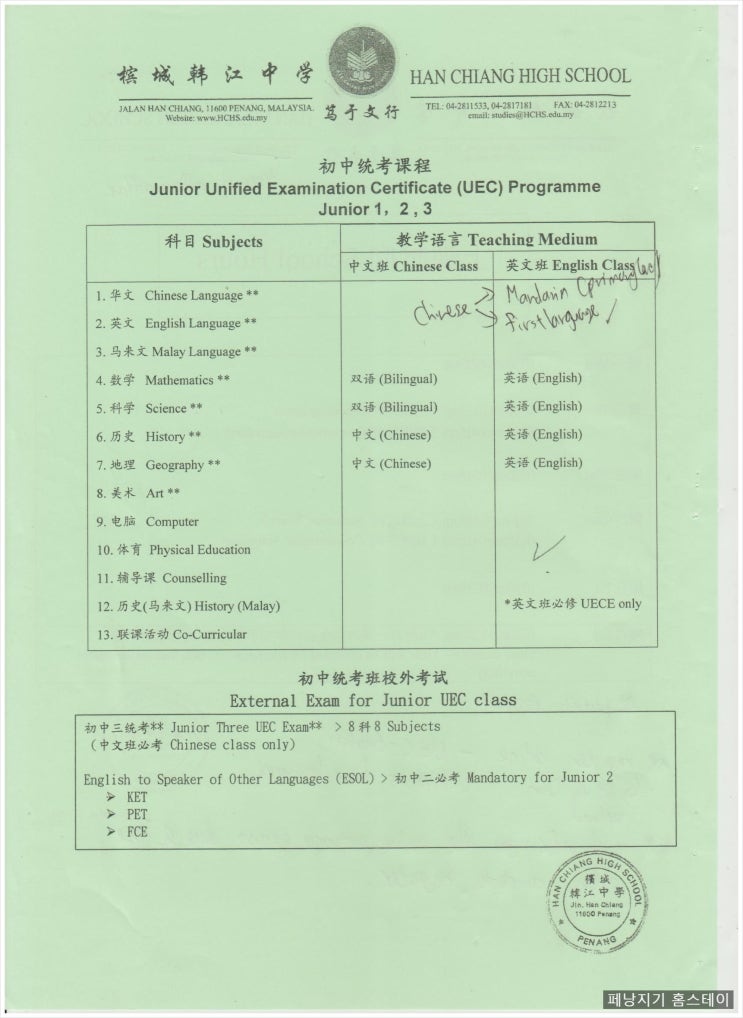 槟城韩江中学
HAN CHIANG HIGH SCHOOL
JALAN HAN CHIANG, 11600 PENANG, MALAYSIA.
Website: www.HCHS.edu.my
笃于文行
TEL: 04-2811533, 04-2817181 FAX: 04-2812213
email: studies@HCHS.edu.my
初中统考课程
Junior Unified Examination Certificate (UEC) Programme
Junior 1, 2 , 3
科目 Subjects
教学语言 Teaching Medium
中文班 Chinese Class
英文班 English Class
1. 华文 Chinese Language **
Chinese
Mandarin
2. 英文 English Language **
first language
3. 马来文 Malay Language **
4. 数学 Mathematics ** 双语 (Bilingual) 英语 (English)
5. 科学 Science ** 双语 (Bilingual) 英语 (English)
6. 历史 History ** 中文 (Chinese) 英语 (English)
7. 地理 Geography ** 中文 (Chinese) 英语 (English)
8. 美术 Art **
9. 电脑 Computer
10. 体育 Physical Education
11. 辅导课 Counselling
12. 历史(马来文) History (Malay) *英文班必修 UECE only
13. 联课活动 Co-Curricular
初中统考班校外考试
External Exam for Junior UEC class
初中三统考** Junior Three UEC Exam** > 8 科 8 Subjects
(中文班必考 Chinese class only)
English to Speaker of Other Languages (ESOL) > 初中二必考 Mandatory for Junior 2
➢ KET
➢ PET
➢ FCE
HAN CHIANG HIGH SCHOOL
檳城
韓江中學
Jln. Han Chiang
11600 Penang
PENANG
페낭지기 홈스테이